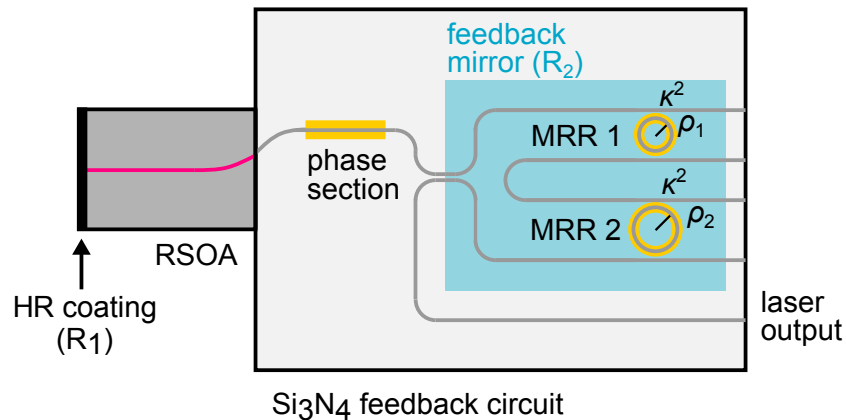 feedback
mirror (R₂)
κ²
MRR 1
ρ₁
phase
section
κ²
MRR 2
ρ₂
RSOA
HR coating
(R1)
laser
output
Si3N4 feedback circuit